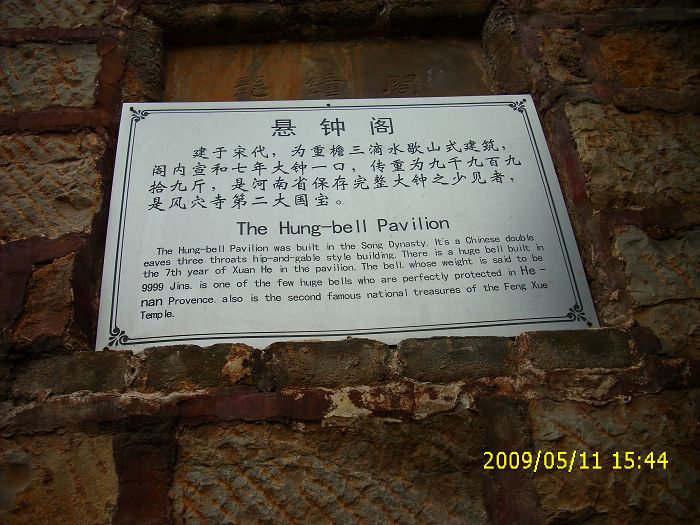 悬钟阁
建于宋代，为重檐三滴水歇山式建筑，
阁内宣和七年大钟一口，传重为九千九百九
拾九斤，是河南省保存完整大钟之少见者，
是风穴寺第二大国宝。
The Hung-bell Pavilion
The Hung-bell Pavilion was built in the Song Dynasty. It's a Chinese double
eaves three throats hip-and-gable style building. There is a huge bell built in
the 7th year of Xuan He in the pavilion. The bell. whose weight is said to be
9999 Jins. is one of the few huge bells who are perfectly protected in He-
nan Provence. also is the second famous national treasures of the Feng Xue
Temple.
2009/05/11 15:44